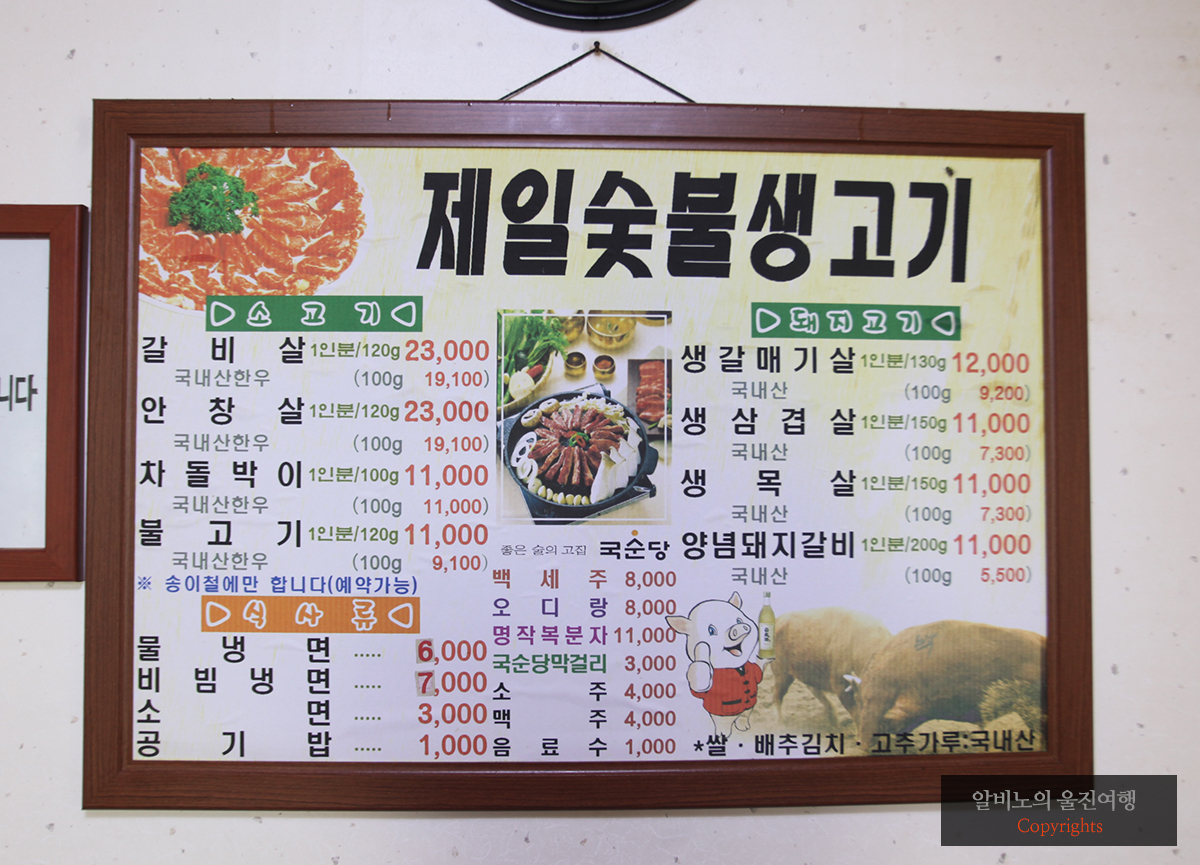 제일숯불생고기
▷소고기◁
갈비살 1인분/120g 23,000
국내산한우 (100g 19,100)
안창살 1인분/120g 23,000
국내산한우 (100g 19,100)
차돌박이 1인분/100g 11,000
국내산한우 (100g 11,000)
불고기 1인분/120g 11,000
국내산한우 (100g 9,100)
※ 송이철에만 합니다(예약가능)
▷식사류◁
물냉면 ..... 6,000
비빔냉면 ..... 7,000
소면 ..... 3,000
공기밥 ..... 1,000
좋은 술의 고집 국순당
백세주 8,000
오디랑 8,000
명작복분자 11,000
국순당막걸리 3,000
소주 4,000
맥주 4,000
음료수 1,000
▷돼지고기◁
생갈매기살 1인분/130g 12,000
국내산 (100g 9,200)
생삼겹살 1인분/150g 11,000
국내산 (100g 7,300)
생목살 1인분/150g 11,000
국내산 (100g 7,300)
양념돼지갈비 1인분/200g 11,000
국내산 (100g 5,500)
*쌀·배추김치·고추가루:국내산
니다
알비노의 울진여행
Copyrights